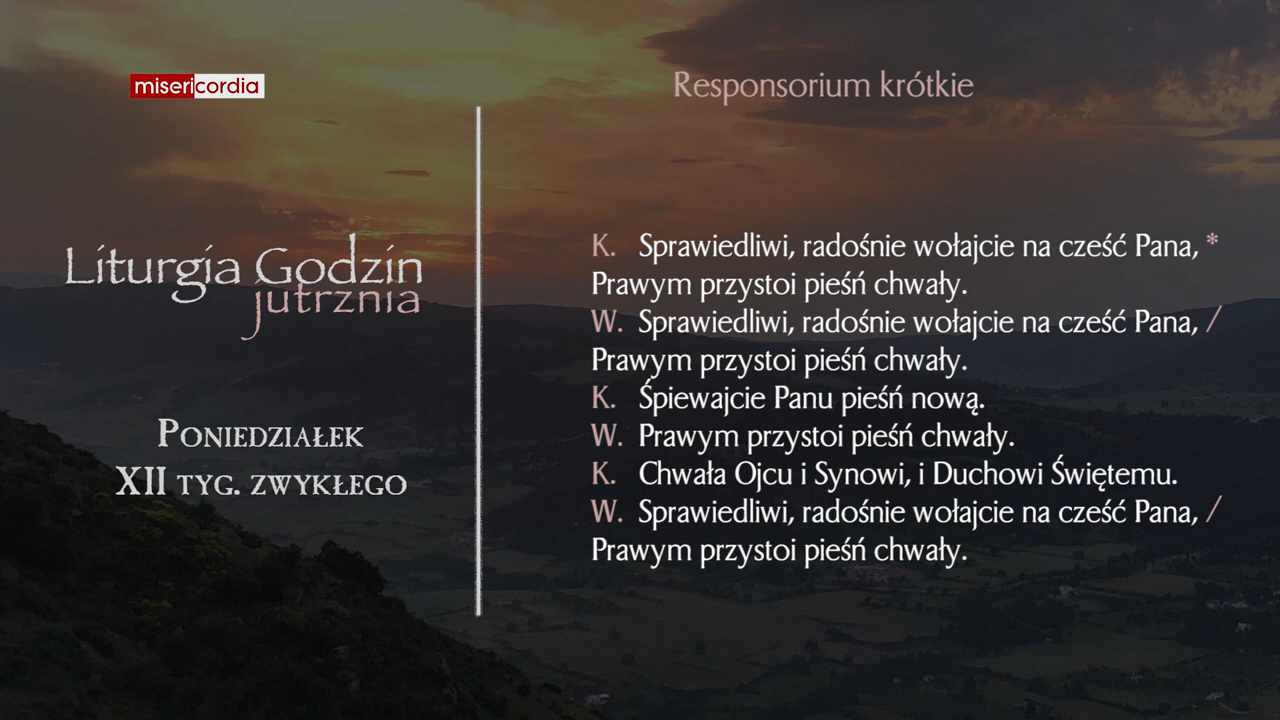 misericordia
Liturgia Godzin
jutrznia
Poniedziałek
XII tyg. zwykłego
Responsorium krótkie
K. Sprawiedliwi, radośnie wołajcie na cześć Pana, *
Prawym przystoi pieśń chwały.
W. Sprawiedliwi, radośnie wołajcie na cześć Pana, /
Prawym przystoi pieśń chwały.
K. Śpiewajcie Panu pieśń nową.
W. Prawym przystoi pieśń chwały.
K. Chwała Ojcu i Synowi, i Duchowi Świętemu.
W. Sprawiedliwi, radośnie wołajcie na cześć Pana, /
Prawym przystoi pieśń chwały.